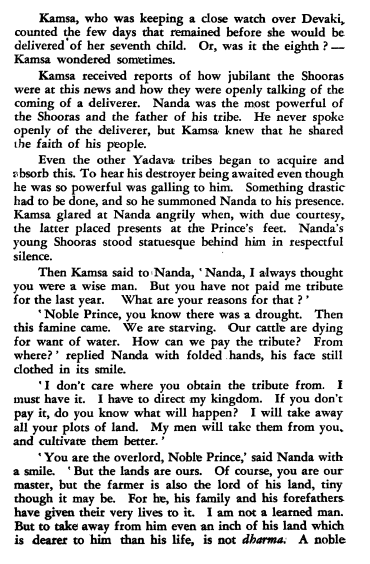 Kamsa, who was keeping a close watch over Devaki,
counted the few days that remained before she would be
delivered of her seventh child. Or, was it the eighth ? —
Kamsa wondered sometimes.
Kamsa received reports of how jubilant the Shooras
were at this news and how they were openly talking of the
coming of a deliverer. Nanda was the most powerful of
the Shooras and the father of his tribe. He never spoke
openly of the deliverer, but Kamsa knew that he shared
the faith of his people.
Even the other Yadava tribes began to acquire and
absorb this. To hear his destroyer being awaited even though
he was so powerful was galling to him. Something drastic
had to be done, and so he summoned Nanda to his presence.
Kamsa glared at Nanda angrily when, with due courtesy,
the latter placed presents at the Prince's feet. Nanda's
young Shooras stood statuesque behind him in respectful
silence.
Then Kamsa said to Nanda, ‘ Nanda, I always thought
you were a wise man. But you have not paid me tribute
for the last year. What are your reasons for that ? ’
‘ Noble Prince, you know there was a drought. Then
this famine came. We are starving. Our cattle are dying
for want of water. How can we pay the tribute? From
where? ’ replied Nanda with folded hands, his face still
clothed in its smile.
‘ I don't care where you obtain the tribute from. I
must have it. I have to direct my kingdom. If you don't
pay it, do you know what will happen? I will take away
all your plots of land. My men will take them from you,
and cultivate them better. ’
‘ You are the overlord, Noble Prince,’ said Nanda with
a smile. ‘ But the lands are ours. Of course, you are our
master, but the farmer is also the lord of his land, tiny
though it may be. For he, his family and his forefathers
have given their very lives to it. I am not a learned man.
But to take away from him even an inch of his land which
is dearer to him than his life, is not dharma. A noble